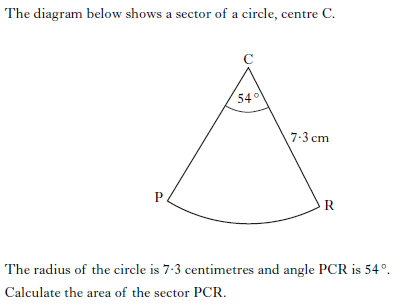 The diagram below shows a sector of a circle, centre C.
C
54°
7·3 cm
P
R
The radius of the circle is 7·3 centimetres and angle PCR is 54°.
Calculate the area of the sector PCR.